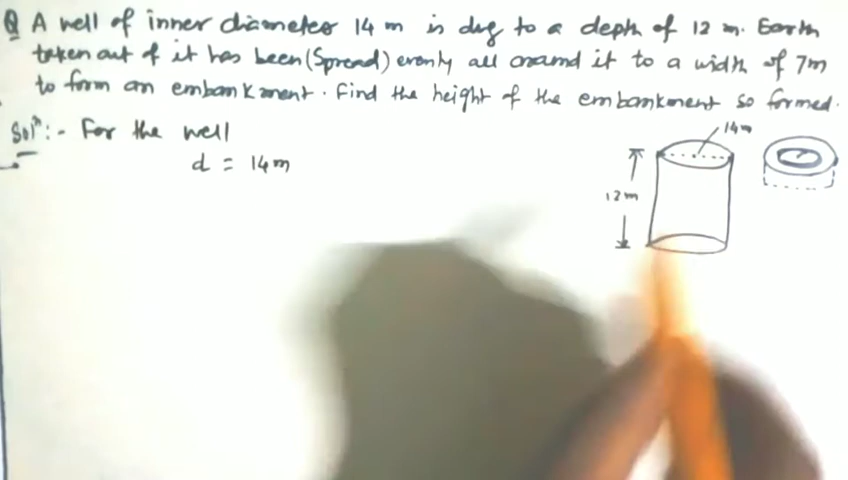 Q A well of inner diameter 14 m is dug to a depth of 12 m. Earth
taken out of it has been (Spread) evenly all around it to a width of 7m
to form an embankment. Find the height of the embankment so formed.
Solⁿ:- For the well
d = 14m
14m
12m